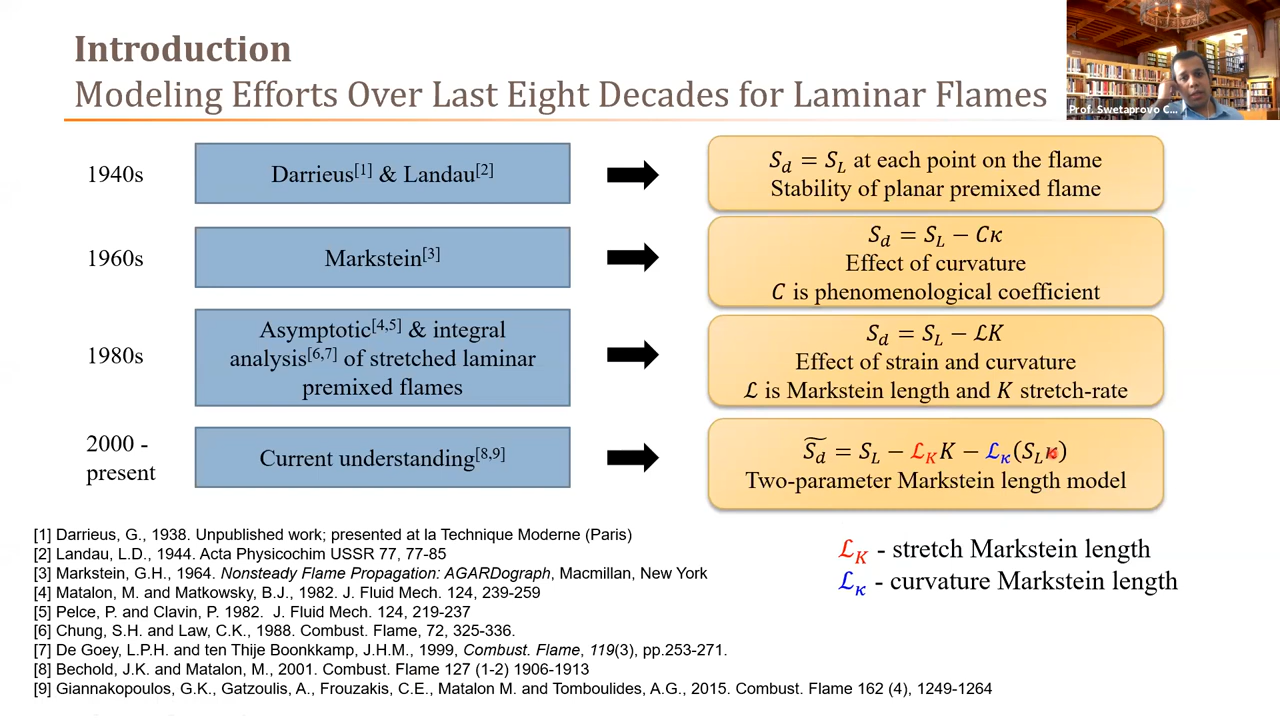 Introduction
Modeling Efforts Over Last Eight Decades for Laminar Flames
Prof. Swetaprovo C...
1940s
Darrieus[1] & Landau[2]
S_d = S_L at each point on the flame
Stability of planar premixed flame
1960s
Markstein[3]
S_d = S_L − Cκ
Effect of curvature
C is phenomenological coefficient
1980s
Asymptotic[4,5] & integral
analysis[6,7] of stretched laminar
premixed flames
S_d = S_L − ℒK
Effect of strain and curvature
ℒ is Markstein length and K stretch-rate
2000 -
present
Current understanding[8,9]
S̃_d = S_L − ℒ_K K − ℒ_κ(S_L κ)
Two-parameter Markstein length model
ℒ_K - stretch Markstein length
ℒ_κ - curvature Markstein length
[1] Darrieus, G., 1938. Unpublished work; presented at la Technique Moderne (Paris)
[2] Landau, L.D., 1944. Acta Physicochim USSR 77, 77-85
[3] Markstein, G.H., 1964. Nonsteady Flame Propagation: AGARDograph, Macmillan, New York
[4] Matalon, M. and Matkowsky, B.J., 1982. J. Fluid Mech. 124, 239-259
[5] Pelce, P. and Clavin, P. 1982. J. Fluid Mech. 124, 219-237
[6] Chung, S.H. and Law, C.K., 1988. Combust. Flame, 72, 325-336.
[7] De Goey, L.P.H. and ten Thije Boonkkamp, J.H.M., 1999, Combust. Flame, 119(3), pp.253-271.
[8] Bechold, J.K. and Matalon, M., 2001. Combust. Flame 127 (1-2) 1906-1913
[9] Giannakopoulos, G.K., Gatzoulis, A., Frouzakis, C.E., Matalon M. and Tomboulides, A.G., 2015. Combust. Flame 162 (4), 1249-1264